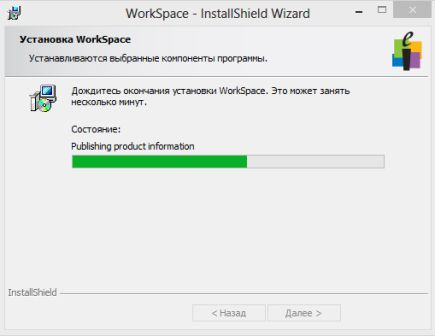 WorkSpace - InstallShield Wizard
Установка WorkSpace
Устанавливаются выбранные компоненты программы.
Дождитесь окончания установки WorkSpace. Это может занять
несколько минут.
Состояние:
Publishing product information
InstallShield
< Назад
Далее >